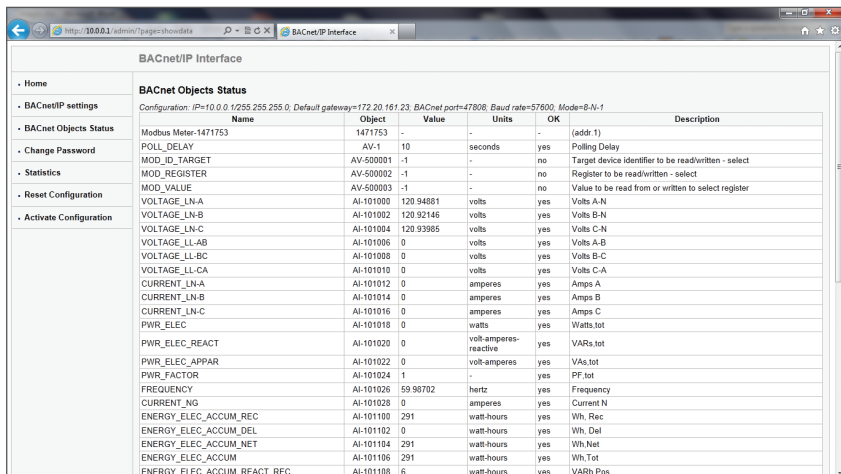 http://10.0.0.1/admin/?page=showdata
BACnet/IP Interface
BACnet/IP Interface
Home
BACnet/IP settings
BACnet Objects Status
Change Password
Statistics
Reset Configuration
Activate Configuration
BACnet Objects Status
Configuration: IP=10.0.0.1/255.255.255.0; Default gateway=172.20.161.23; BACnet port=47808; Baud rate=57600; Mode=8-N-1
Name Object Value Units OK Description
Modbus Meter-1471753 1471753 - - - (addr.1)
POLL_DELAY AV-1 10 seconds yes Polling Delay
MOD_ID_TARGET AV-500001 -1 - no Target device identifier to be read/written - select
MOD_REGISTER AV-500002 -1 - no Register to be read/written - select
MOD_VALUE AV-500003 -1 - no Value to be read from or written to select register
VOLTAGE_LN-A AI-101000 120.94881 volts yes Volts A-N
VOLTAGE_LN-B AI-101002 120.92146 volts yes Volts B-N
VOLTAGE_LN-C AI-101004 120.93985 volts yes Volts C-N
VOLTAGE_LL-AB AI-101006 0 volts yes Volts A-B
VOLTAGE_LL-BC AI-101008 0 volts yes Volts B-C
VOLTAGE_LL-CA AI-101010 0 volts yes Volts C-A
CURRENT_LN-A AI-101012 0 amperes yes Amps A
CURRENT_LN-B AI-101014 0 amperes yes Amps B
CURRENT_LN-C AI-101016 0 amperes yes Amps C
PWR_ELEC AI-101018 0 watts yes Watts,tot
PWR_ELEC_REACT AI-101020 0 volt-amperes-reactive yes VARs,tot
PWR_ELEC_APPAR AI-101022 0 volt-amperes yes VAs,tot
PWR_FACTOR AI-101024 1 - yes PF,tot
FREQUENCY AI-101026 59.98702 hertz yes Frequency
CURRENT_NG AI-101028 0 amperes yes Current N
ENERGY_ELEC_ACCUM_REC AI-101100 291 watt-hours yes Wh, Rec
ENERGY_ELEC_ACCUM_DEL AI-101102 0 watt-hours yes Wh, Del
ENERGY_ELEC_ACCUM_NET AI-101104 291 watt-hours yes Wh,Net
ENERGY_ELEC_ACCUM AI-101106 291 watt-hours yes Wh,Tot
ENERGY_ELEC_ACCUM_REACT_REC AI-101108 6 watt-hours yes VARh Pos